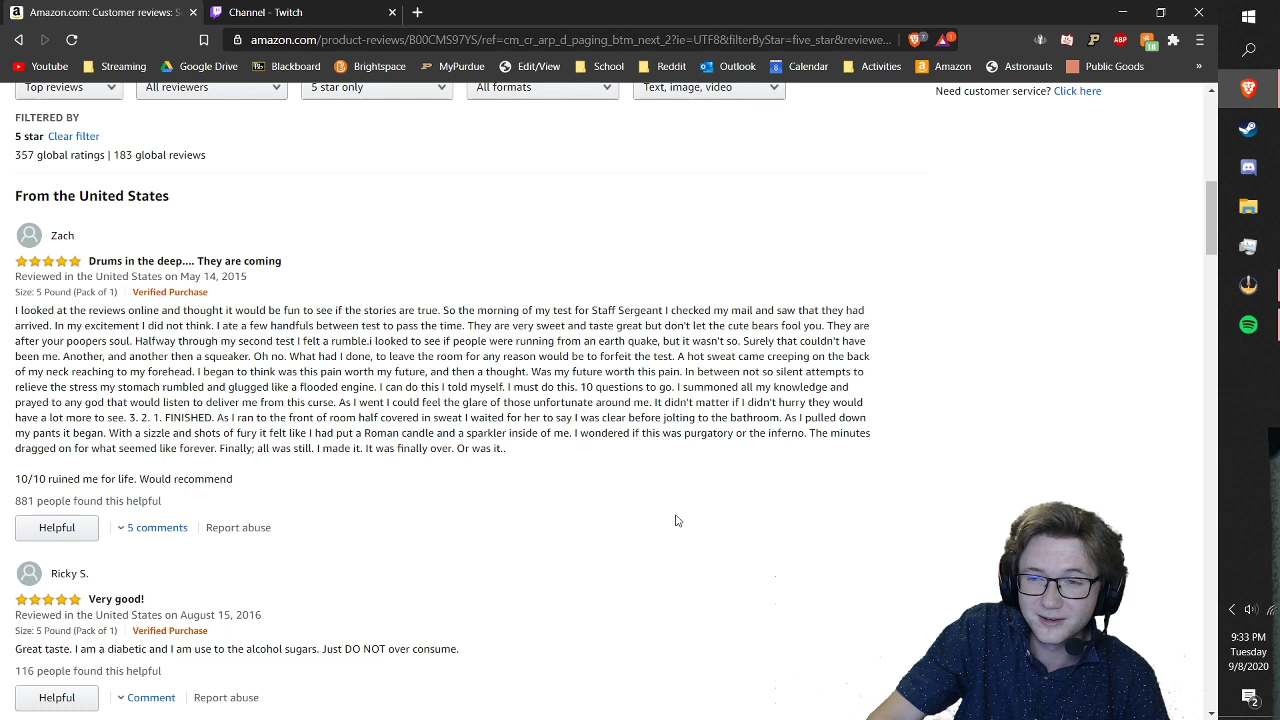 Amazon.com: Customer reviews: S
Channel - Twitch
amazon.com/product-reviews/B00CMS97YS/ref=cm_cr_arp_d_paging_btm_next_2?ie=UTF8&filterByStar=five_star&reviewe...
7
1
ABP
18
Youtube
Streaming
Google Drive
Blackboard
Brightspace
MyPurdue
Edit/View
School
Reddit
Outlook
Calendar
Activities
Amazon
Astronauts
Public Goods
»
Top reviews
All reviewers
5 star only
All formats
Text, image, video
Need customer service? Click here
FILTERED BY
5 star Clear filter
357 global ratings | 183 global reviews
From the United States
Zach
Drums in the deep.... They are coming
Reviewed in the United States on May 14, 2015
Size: 5 Pound (Pack of 1) | Verified Purchase
I looked at the reviews online and thought it would be fun to see if the stories are true. So the morning of my test for Staff Sergeant I checked my mail and saw that they had
arrived. In my excitement I did not think. I ate a few handfuls between test to pass the time. They are very sweet and taste great but don't let the cute bears fool you. They are
after your poopers soul. Halfway through my second test I felt a rumble.i looked to see if people were running from an earth quake, but it wasn't so. Surely that couldn't have
been me. Another, and another then a squeaker. Oh no. What had I done, to leave the room for any reason would be to forfeit the test. A hot sweat came creeping on the back
of my neck reaching to my forehead. I began to think was this pain worth my future, and then a thought. Was my future worth this pain. In between not so silent attempts to
relieve the stress my stomach rumbled and glugged like a flooded engine. I can do this I told myself. I must do this. 10 questions to go. I summoned all my knowledge and
prayed to any god that would listen to deliver me from this curse. As I went I could feel the glare of those unfortunate around me. It didn't matter if I didn't hurry they would
have a lot more to see. 3. 2. 1. FINISHED. As I ran to the front of room half covered in sweat I waited for her to say I was clear before jolting to the bathroom. As I pulled down
my pants it began. With a sizzle and shots of fury it felt like I had put a Roman candle and a sparkler inside of me. I wondered if this was purgatory or the inferno. The minutes
dragged on for what seemed like forever. Finally; all was still. I made it. It was finally over. Or was it..
10/10 ruined me for life. Would recommend
881 people found this helpful
Helpful
5 comments
Report abuse
Ricky S.
Very good!
Reviewed in the United States on August 15, 2016
Size: 5 Pound (Pack of 1) | Verified Purchase
Great taste. I am a diabetic and I am use to the alcohol sugars. Just DO NOT over consume.
116 people found this helpful
Helpful
Comment
Report abuse
9:33 PM
Tuesday
9/8/2020
2